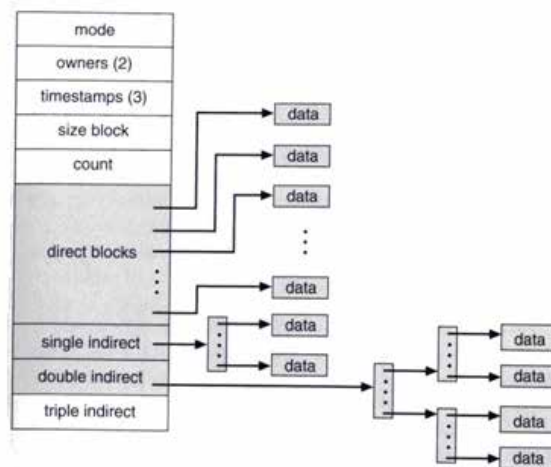 mode
owners (2)
timestamps (3)
size block
count
direct blocks
single indirect
double indirect
triple indirect
data
data
data
data
data
data
data
data
data
data